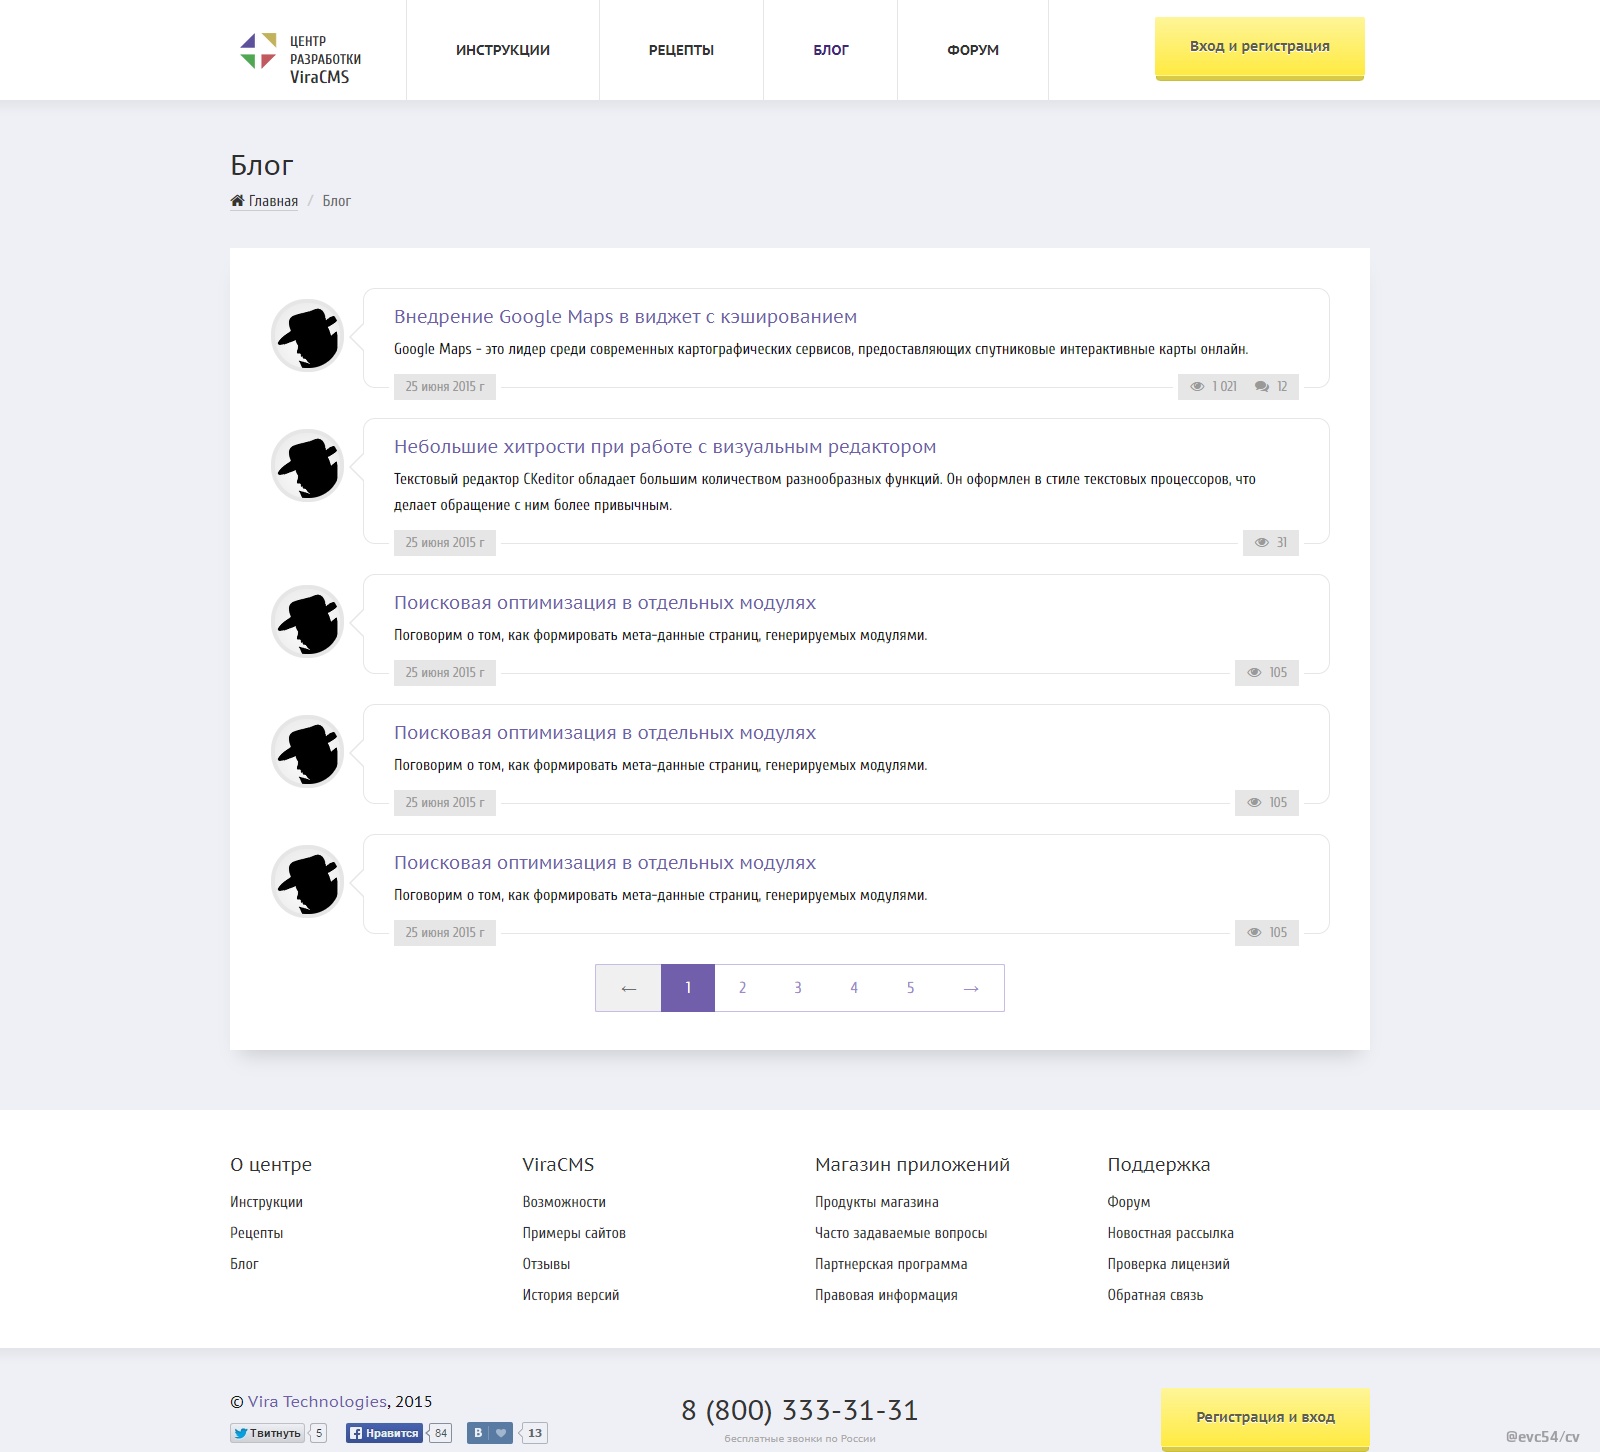 ЦЕНТР
РАЗРАБОТКИ
ViraCMS
ИНСТРУКЦИИ
РЕЦЕПТЫ
БЛОГ
ФОРУМ
Вход и регистрация
Блог
Главная / Блог
Внедрение Google Maps в виджет с кэшированием
Google Maps - это лидер среди современных картографических сервисов, предоставляющих спутниковые интерактивные карты онлайн.
25 июня 2015 г
1 021 12
Небольшие хитрости при работе с визуальным редактором
Текстовый редактор CKeditor обладает большим количеством разнообразных функций. Он оформлен в стиле текстовых процессоров, что
делает обращение с ним более привычным.
25 июня 2015 г
31
Поисковая оптимизация в отдельных модулях
Поговорим о том, как формировать мета-данные страниц, генерируемых модулями.
25 июня 2015 г
105
Поисковая оптимизация в отдельных модулях
Поговорим о том, как формировать мета-данные страниц, генерируемых модулями.
25 июня 2015 г
105
Поисковая оптимизация в отдельных модулях
Поговорим о том, как формировать мета-данные страниц, генерируемых модулями.
25 июня 2015 г
105
← 1 2 3 4 5 →
О центре
Инструкции
Рецепты
Блог
ViraCMS
Возможности
Примеры сайтов
Отзывы
История версий
Магазин приложений
Продукты магазина
Часто задаваемые вопросы
Партнерская программа
Правовая информация
Поддержка
Форум
Новостная рассылка
Проверка лицензий
Обратная связь
© Vira Technologies, 2015
Твитнуть 5
Нравится 84
В 13
8 (800) 333-31-31
бесплатные звонки по России
Регистрация и вход
@evc54/cv